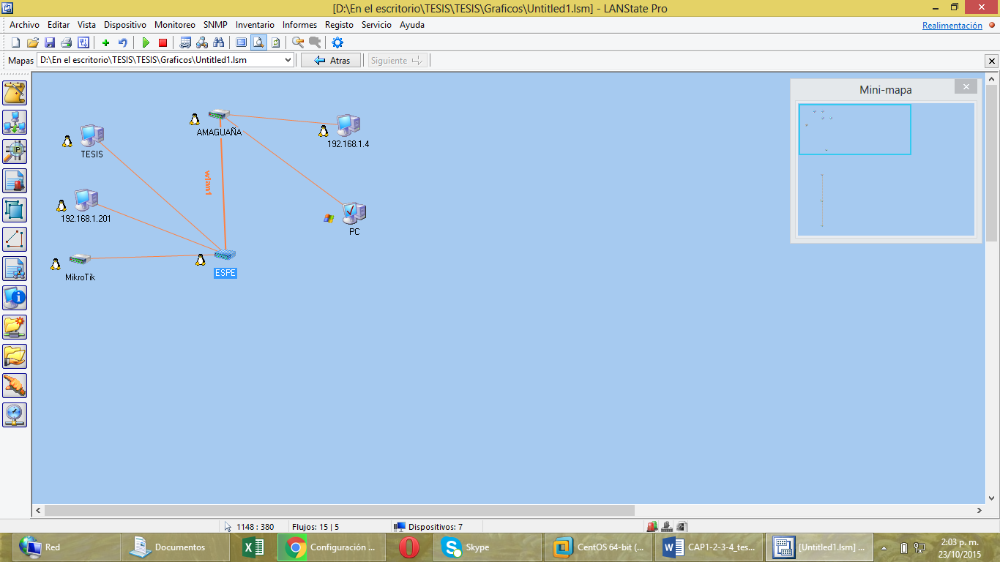 [D:\En el escritorio\TESIS\TESIS\Graficos\Untitled1.lsm] - LANState Pro
Archivo Editar Vista Dispositivo Monitoreo SNMP Inventario Informes Registo Servicio Ayuda Realimentación
Mapas D:\En el escritorio\TESIS\TESIS\Graficos\Untitled1.lsm Atras Siguiente
Mini-mapa
AMAGUAÑA
192.168.1.4
TESIS
wlan1
192.168.1.201
PC
MikroTik
ESPE
1148 : 380 Flujos: 15 | 5 Dispositivos: 7
Red Documentos Configuración ... Skype CentOS 64-bit (... CAP1-2-3-4_tes... [Untitled1.lsm] ...
2:03 p. m.
23/10/2015